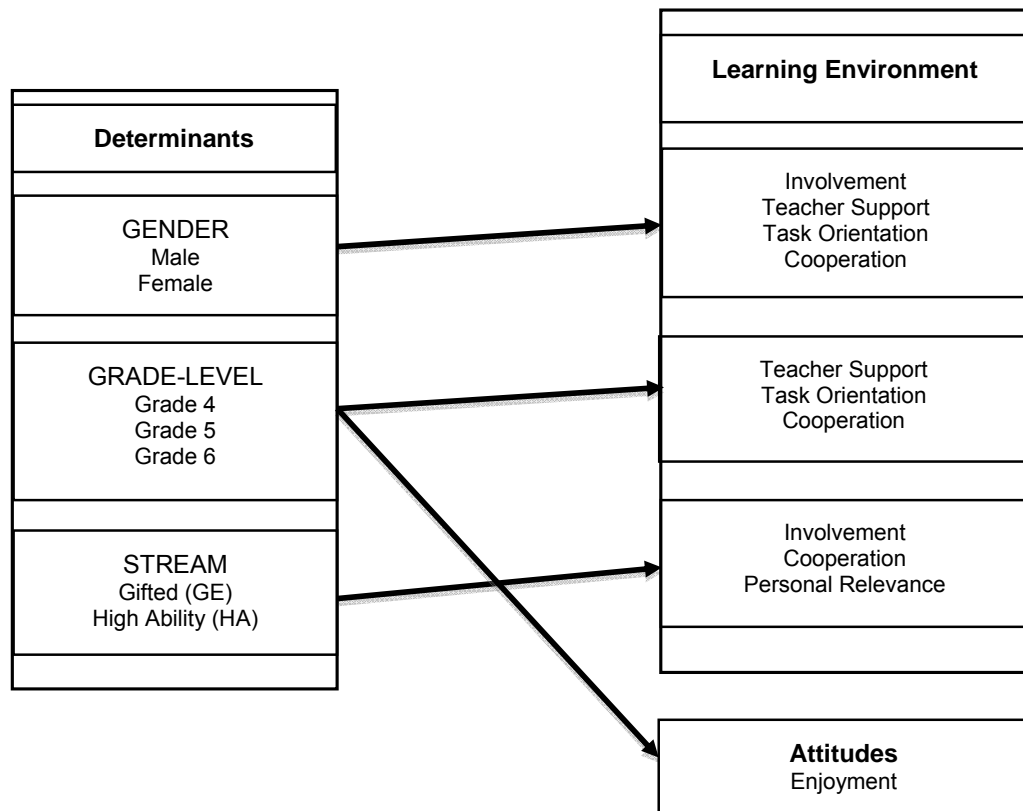 Determinants
GENDER
Male
Female
GRADE-LEVEL
Grade 4
Grade 5
Grade 6
STREAM
Gifted (GE)
High Ability (HA)
Learning Environment
Involvement
Teacher Support
Task Orientation
Cooperation
Teacher Support
Task Orientation
Cooperation
Involvement
Cooperation
Personal Relevance
Attitudes
Enjoyment